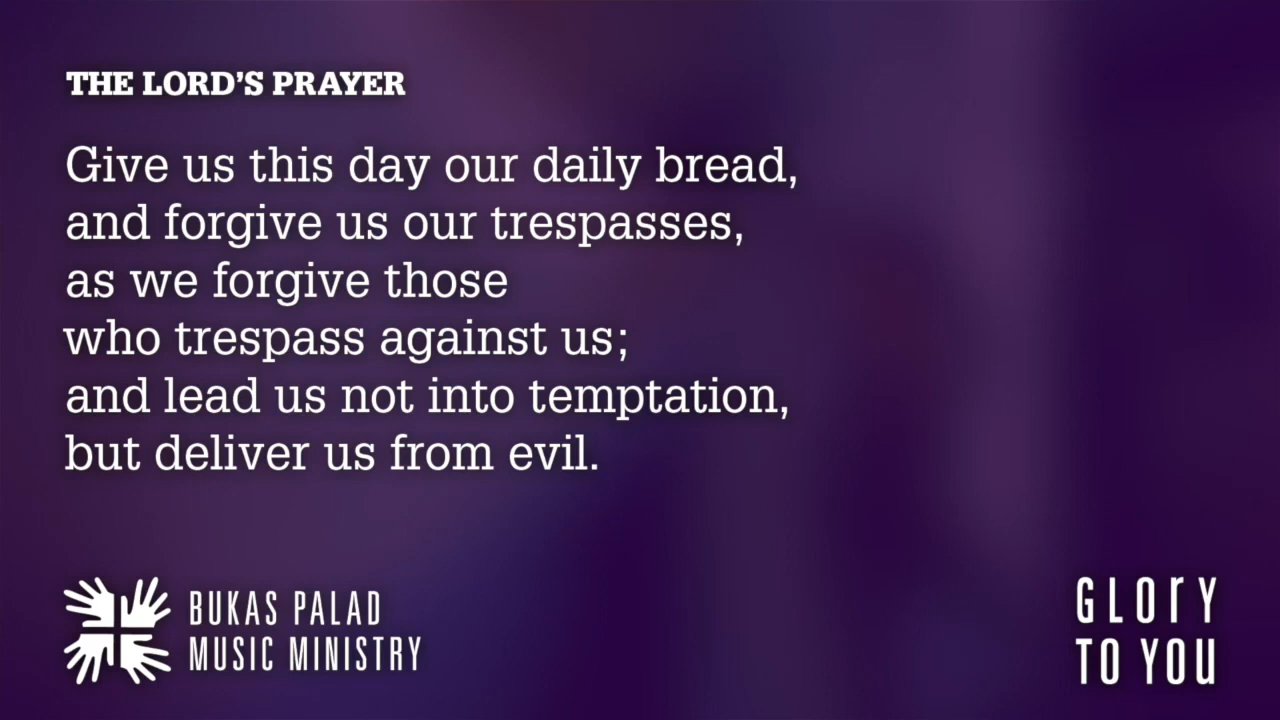 THE LORD’S PRAYER
Give us this day our daily bread,
and forgive us our trespasses,
as we forgive those
who trespass against us;
and lead us not into temptation,
but deliver us from evil.
BUKAS PALAD
MUSIC MINISTRY
GLORY
TO YOU